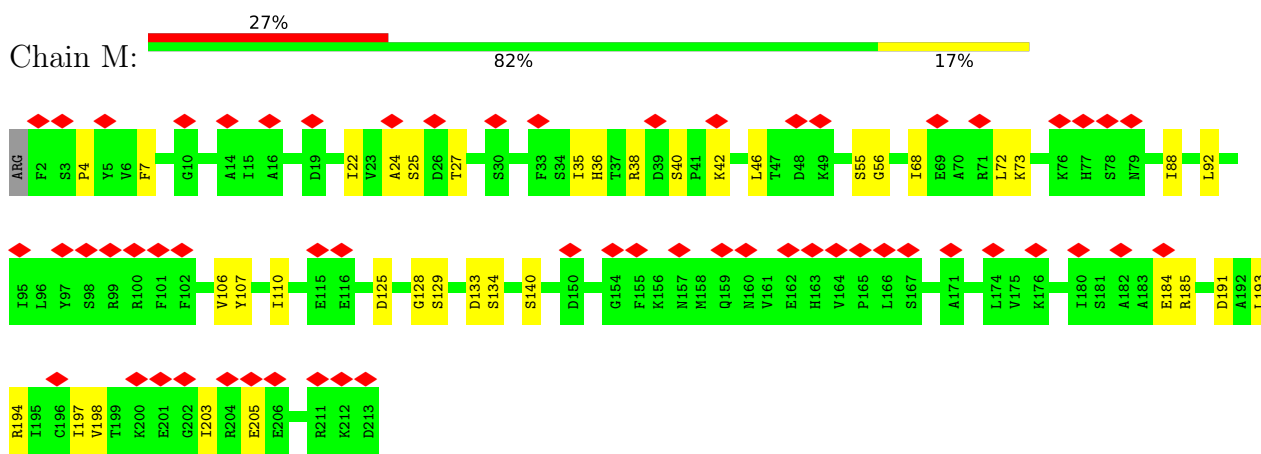 27%
Chain M:
82% 17%
ARG F2 S3 P4 Y5 V6 F7 G10 A14 I15 A16 D19 I22 V23 A24 S25 D26 T27 S30 F33 S34 I35 H36 T37 R38 D39 S40 P41 K42 L46 T47 D48 K49 S55 G56 I68 E69 A70 R71 L72 K73 K76 H77 S78 N79 I88 L92
I95 L96 Y97 S98 R99 R100 F101 F102 V106 Y107 I110 E115 E116 D125 G128 S129 D133 S134 S140 D150 G154 F155 K156 N157 M158 Q159 N160 V161 E162 H163 V164 P165 L166 S167 A171 L174 V175 K176 I180 S181 A182 A183 E184 R185 D191 A192 L193
R194 I195 C196 I197 V198 T199 K200 E201 G202 I203 R204 E205 E206 R211 K212 D213